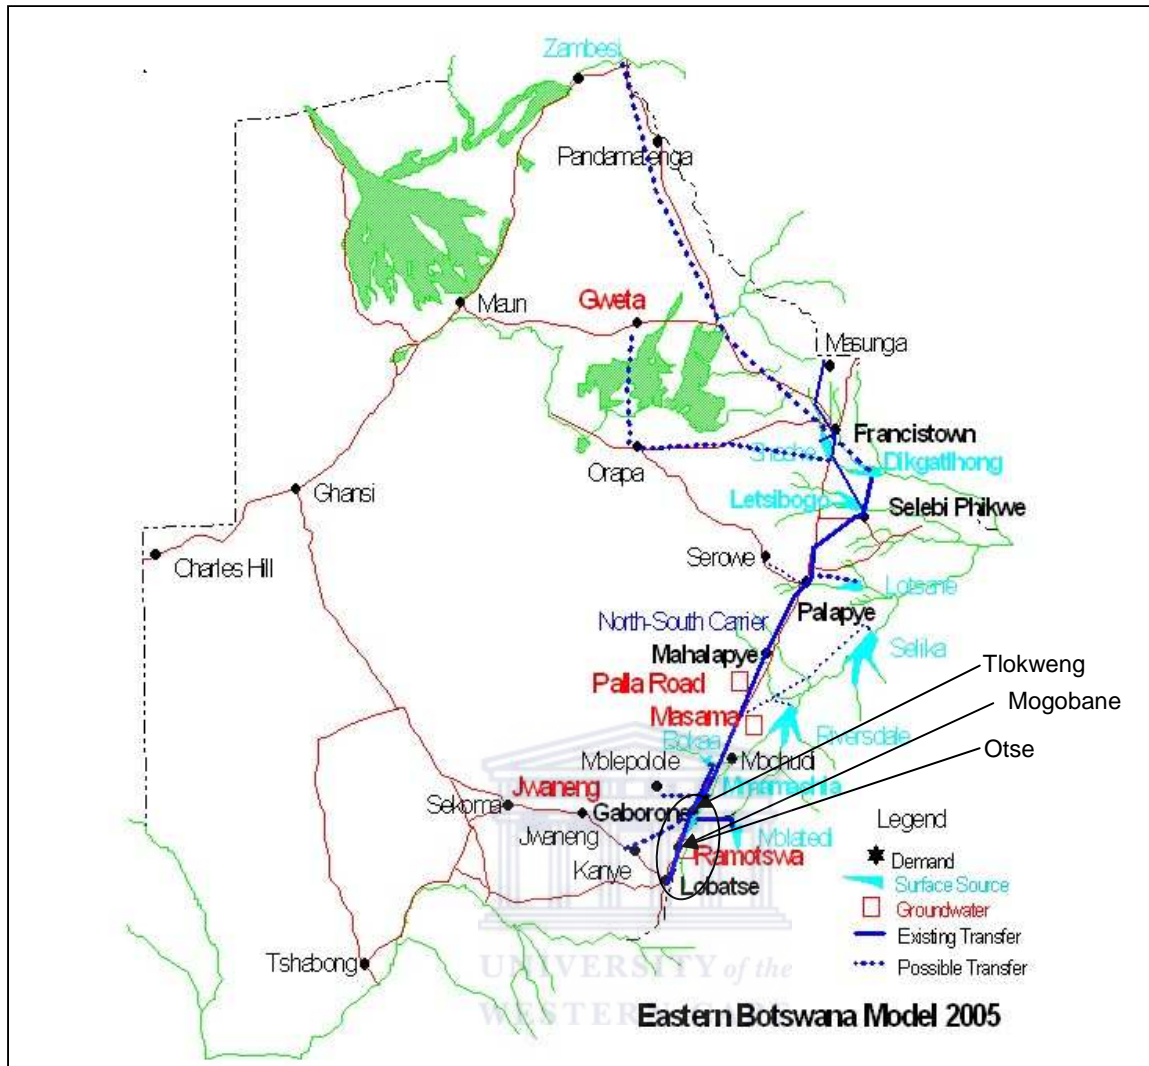 Zambesi
Pandamatenga
Maun
Gweta
Masunga
Francistown
Shashe
Dikgatlhong
Orapa
Letsibogo
Selebi Phikwe
Ghansi
Charles Hill
Serowe
Lotsane
Palapye
North-South Carrier
Selika
Mahalapye
Tlokweng
Palla Road
Mogobane
Masama
Riversdale
Bokaa
Otse
Molepolole
Mochudi
Jwaneng
Mmamashia
Sekoma
Gaborone
Legend
Jwaneng
Molatedi
Demand
Ramotswa
Kanye
Surface Source
Lobatse
Groundwater
Existing Transfer
Tshabong
Possible Transfer
UNIVERSITY of the
WESTERN CAPE
Eastern Botswana Model 2005